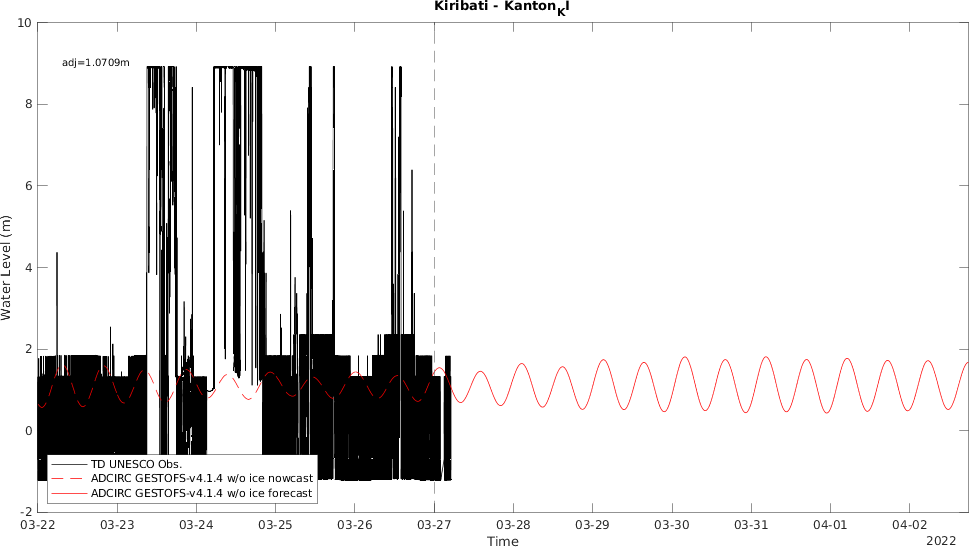 Kiribati - Kanton_KI
adj=1.0709m
10
8
6
4
2
0
-2
Water Level (m)
TD UNESCO Obs.
ADCIRC GESTOFS-v4.1.4 w/o ice nowcast
ADCIRC GESTOFS-v4.1.4 w/o ice forecast
03-22 03-23 03-24 03-25 03-26 03-27 03-28 03-29 03-30 03-31 04-01 04-02
Time
2022